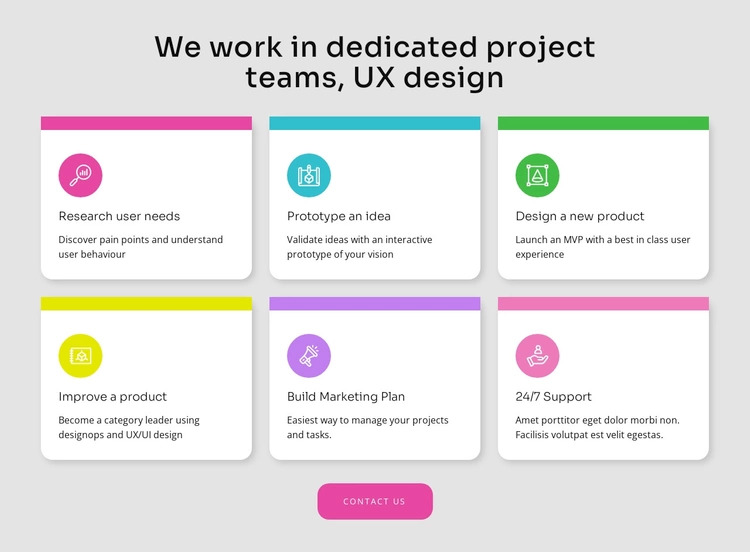 We work in dedicated project
teams, UX design
Research user needs
Discover pain points and understand
user behaviour
Prototype an idea
Validate ideas with an interactive
prototype of your vision
Design a new product
Launch an MVP with a best in class user
experience
Improve a product
Become a category leader using
designops and UX/UI design
Build Marketing Plan
Easiest way to manage your projects
and tasks.
24/7 Support
Amet porttitor eget dolor morbi non.
Facilisis volutpat est velit egestas.
CONTACT US